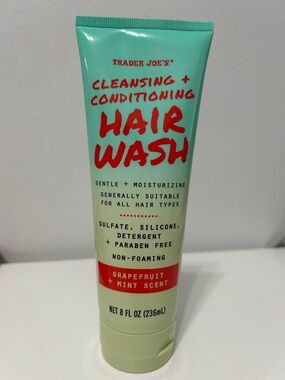 TRADER JOE'S®
CLEANSING +
CONDITIONING
HAIR
WASH
GENTLE + MOISTURIZING
GENERALLY SUITABLE
FOR ALL HAIR TYPES
SULFATE, SILICONE,
DETERGENT
+ PARABEN FREE
NON-FOAMING
GRAPEFRUIT
+ MINT SCENT
NET 8 FL OZ (236mL)